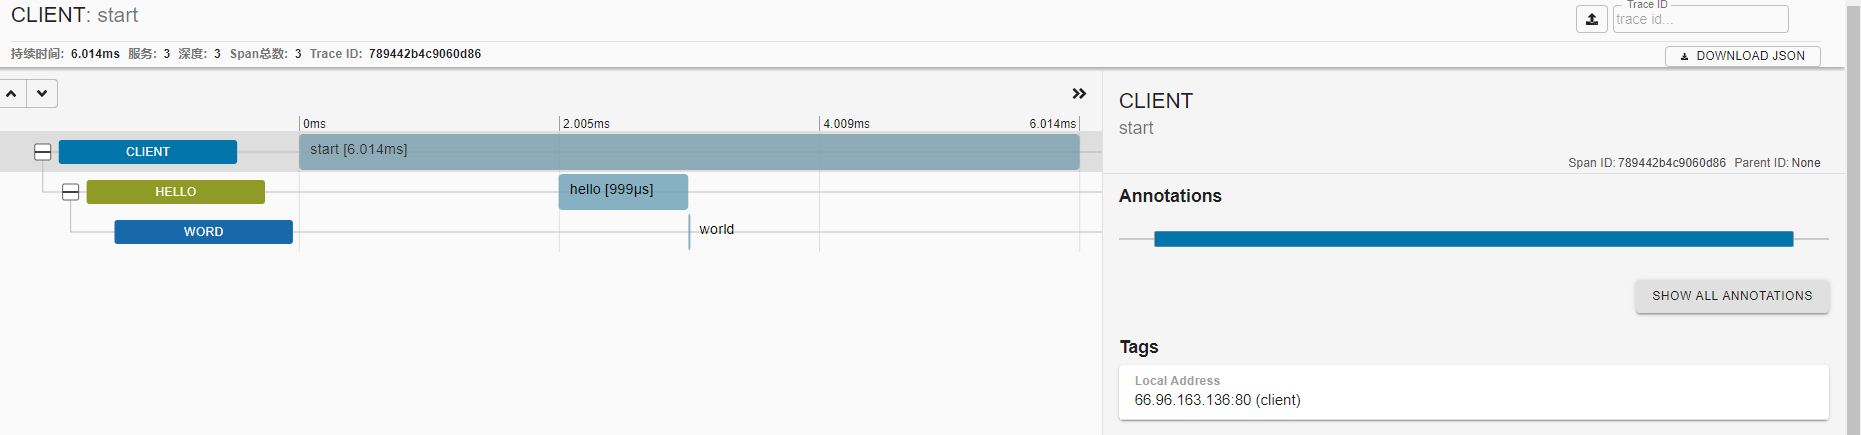 CLIENT: start
Trace ID
trace id...
持续时间: 6.014ms 服务: 3 深度: 3 Span总数: 3 Trace ID: 789442b4c9060d86
DOWNLOAD JSON
0ms 2.005ms 4.009ms 6.014ms
CLIENT start [6.014ms]
HELLO hello [999μs]
WORD world
CLIENT
start
Span ID: 789442b4c9060d86 Parent ID: None
Annotations
SHOW ALL ANNOTATIONS
Tags
Local Address
66.96.163.136:80 (client)